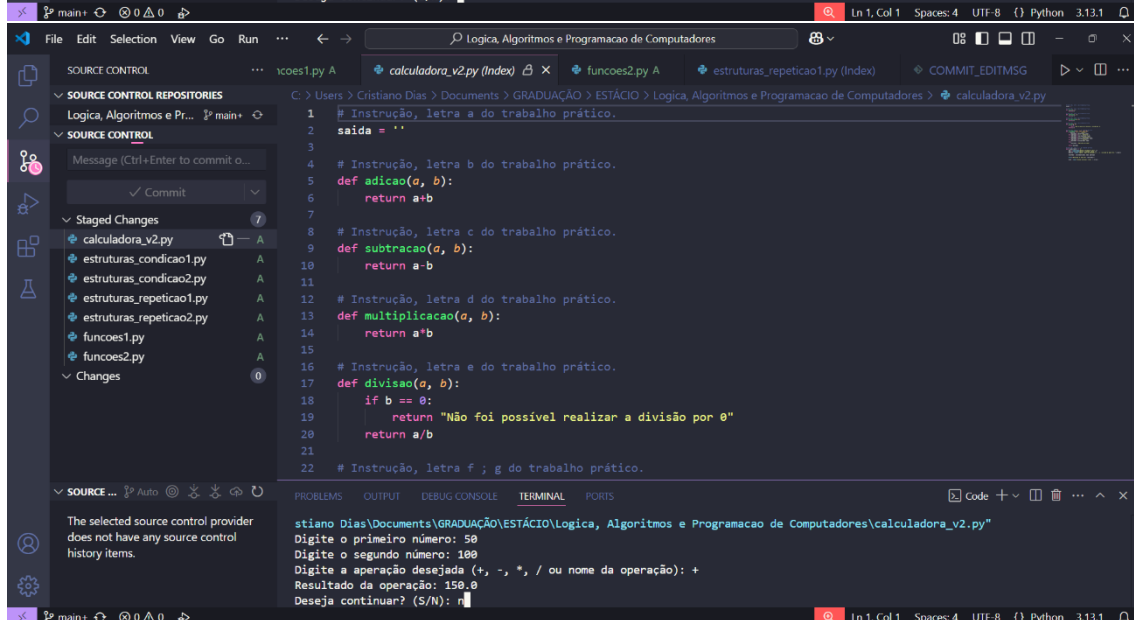 main+ 0 0 Ln 1, Col 1 Spaces: 4 UTF-8 {} Python 3.13.1
File Edit Selection View Go Run ··· Logica, Algoritmos e Programacao de Computadores
SOURCE CONTROL ···
SOURCE CONTROL REPOSITORIES
Logica, Algoritmos e Pr... main+
SOURCE CONTROL
Message (Ctrl+Enter to commit o...
Commit
Staged Changes 7
calculadora_v2.py A
estruturas_condicao1.py A
estruturas_condicao2.py A
estruturas_repeticao1.py A
estruturas_repeticao2.py A
funcoes1.py A
funcoes2.py A
Changes 0
SOURCE ... Auto
The selected source control provider
does not have any source control
history items.
ncoes1.py A calculadora_v2.py (Index) funcoes2.py A estruturas_repeticao1.py (Index) COMMIT_EDITMSG ···
C: > Users > Cristiano Dias > Documents > GRADUAÇÃO > ESTÁCIO > Logica, Algoritmos e Programacao de Computadores > calculadora_v2.py
1 # Instrução, letra a do trabalho prático.
2 saida = ''
3
4 # Instrução, letra b do trabalho prático.
5 def adicao(a, b):
6 return a+b
7
8 # Instrução, letra c do trabalho prático.
9 def subtracao(a, b):
10 return a-b
11
12 # Instrução, letra d do trabalho prático.
13 def multiplicacao(a, b):
14 return a*b
15
16 # Instrução, letra e do trabalho prático.
17 def divisao(a, b):
18 if b == 0:
19 return "Não foi possível realizar a divisão por 0"
20 return a/b
21
22 # Instrução, letra f ; g do trabalho prático.
PROBLEMS OUTPUT DEBUG CONSOLE TERMINAL PORTS Code ···
stiano Dias\Documents\GRADUAÇÃO\ESTÁCIO\Logica, Algoritmos e Programacao de Computadores\calculadora_v2.py"
Digite o primeiro número: 50
Digite o segundo número: 100
Digite a aperação desejada (+, -, *, / ou nome da operação): +
Resultado da operação: 150.0
Deseja continuar? (S/N): n
main+ 0 0 Ln 1, Col 1 Spaces: 4 UTF-8 {} Python 3.13.1